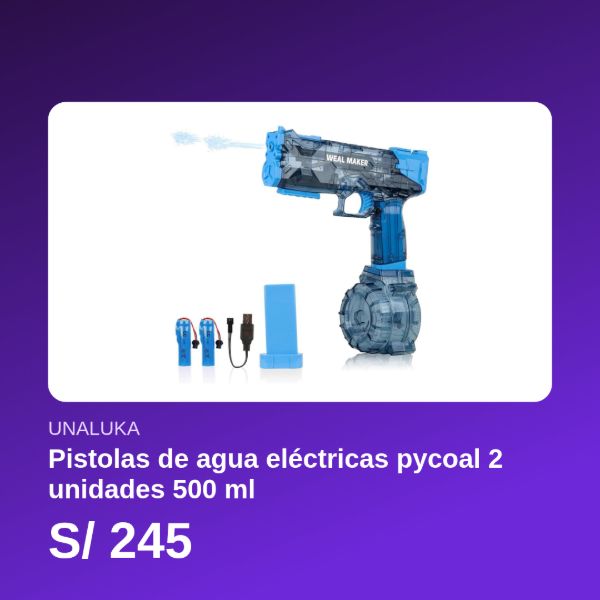 WEAL MAKER
UNALUKA
Pistolas de agua eléctricas pycoal 2
unidades 500 ml
S/ 245